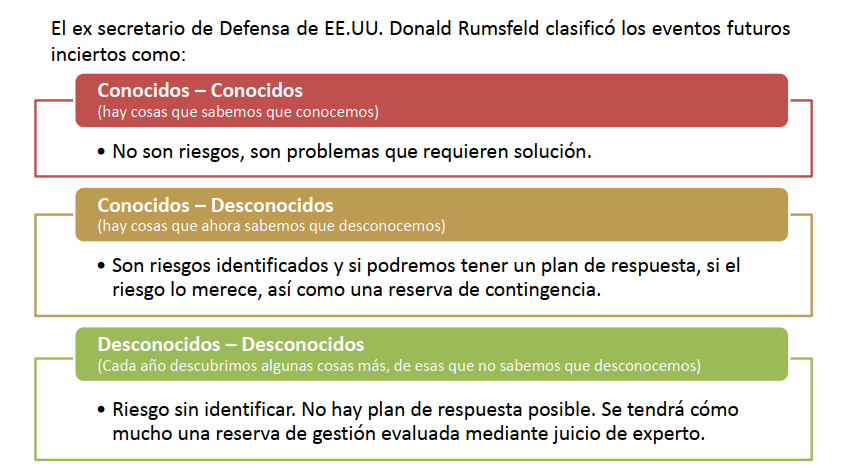 El ex secretario de Defensa de EE.UU. Donald Rumsfeld clasificó los eventos futuros
inciertos como:
Conocidos – Conocidos
(hay cosas que sabemos que conocemos)
• No son riesgos, son problemas que requieren solución.
Conocidos – Desconocidos
(hay cosas que ahora sabemos que desconocemos)
• Son riesgos identificados y si podremos tener un plan de respuesta, si el
riesgo lo merece, así como una reserva de contingencia.
Desconocidos – Desconocidos
(Cada año descubrimos algunas cosas más, de esas que no sabemos que desconocemos)
• Riesgo sin identificar. No hay plan de respuesta posible. Se tendrá cómo
mucho una reserva de gestión evaluada mediante juicio de experto.